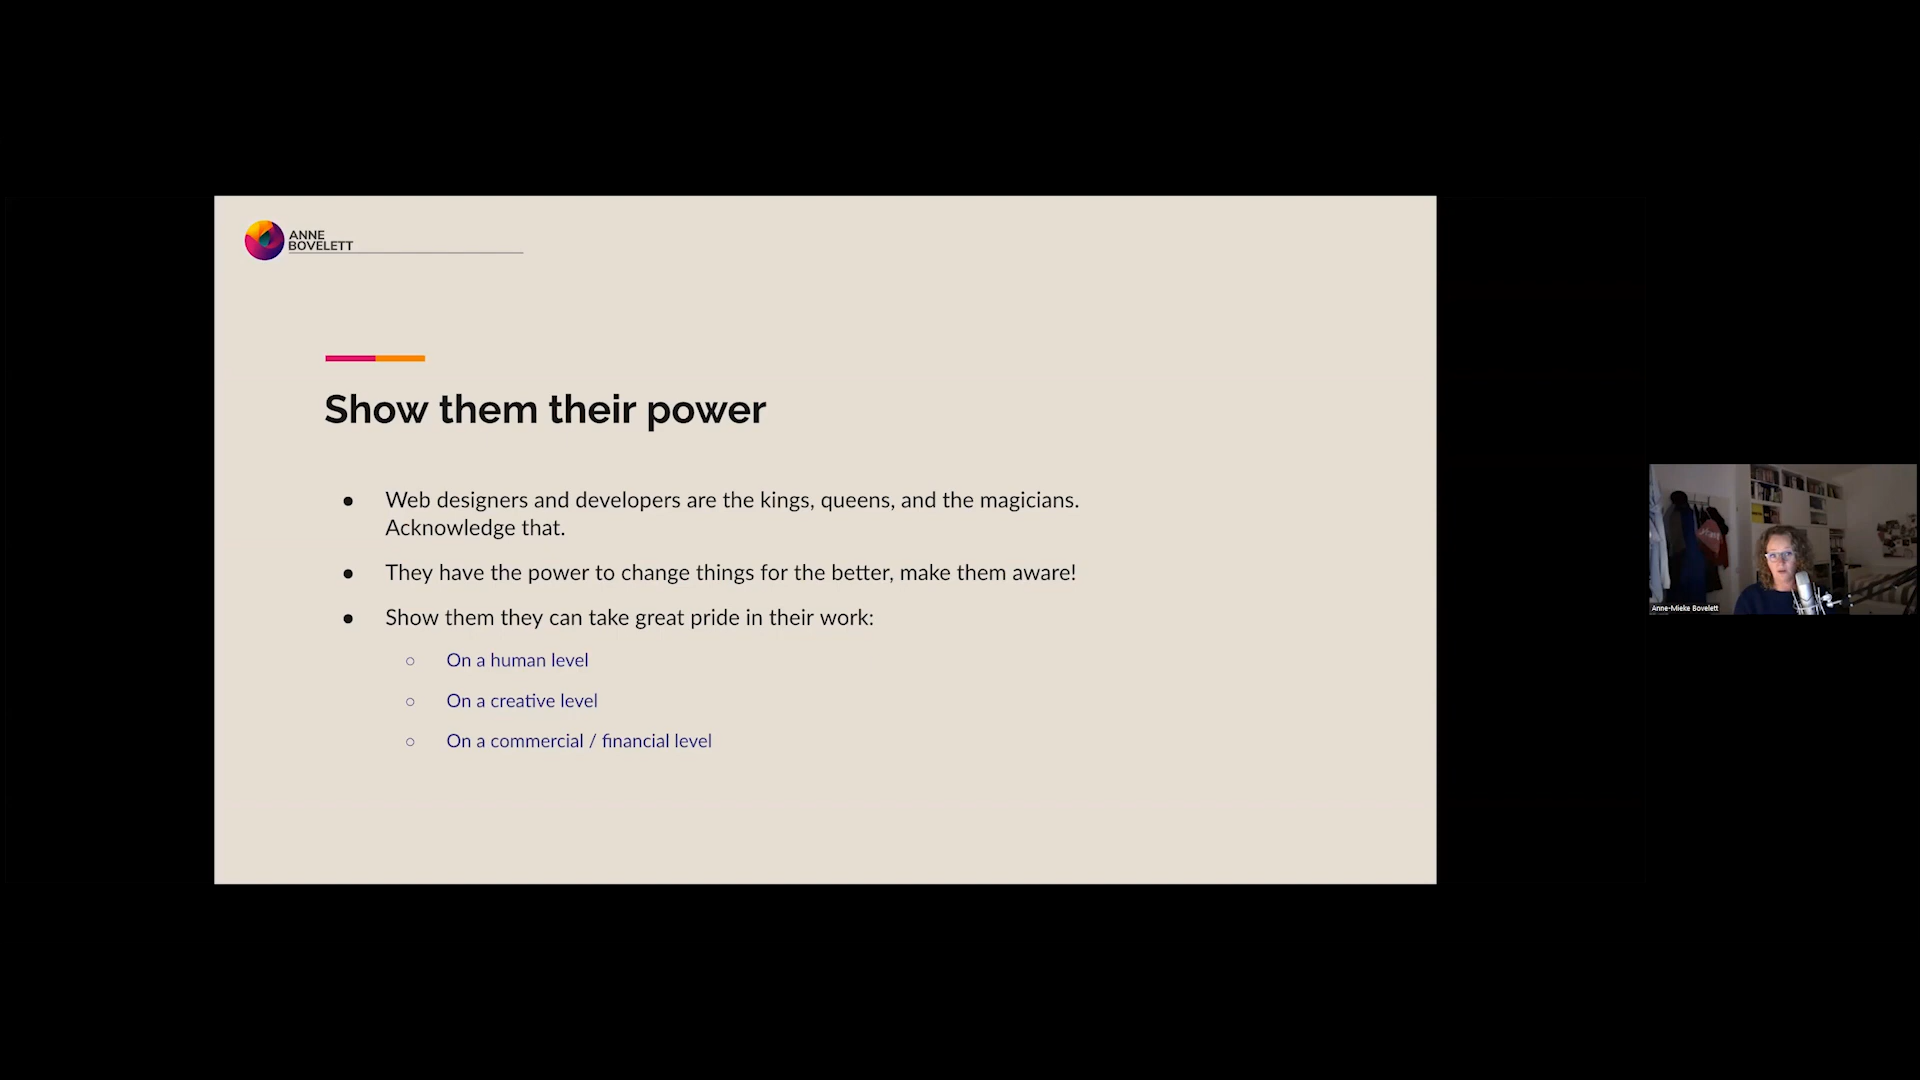 ANNE
BOVELETT
Show them their power
● Web designers and developers are the kings, queens, and the magicians.
Acknowledge that.
● They have the power to change things for the better, make them aware!
● Show them they can take great pride in their work:
○ On a human level
○ On a creative level
○ On a commercial / financial level
Anne-Mieke Bovelett